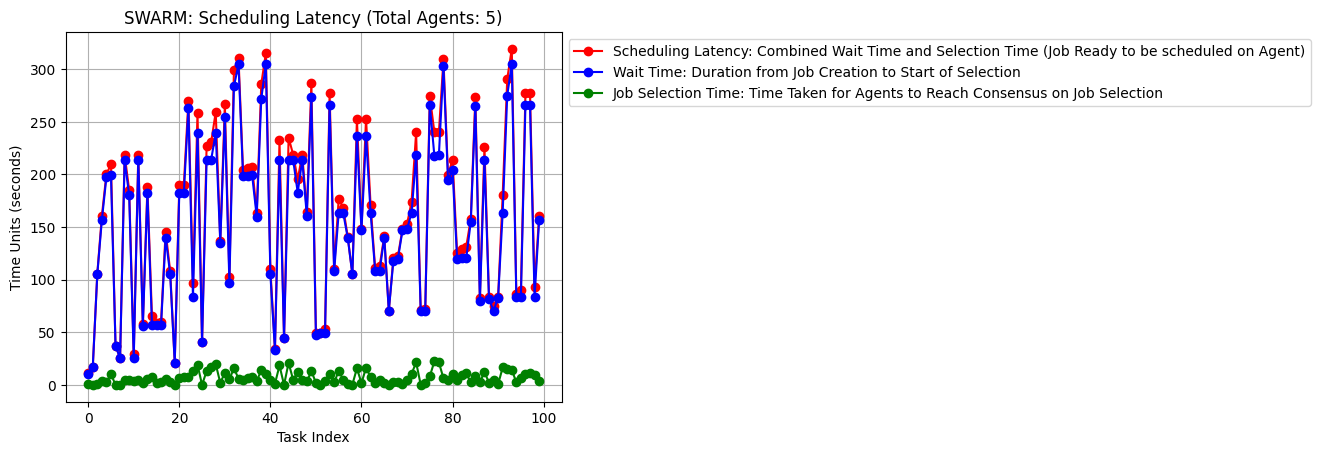 SWARM: Scheduling Latency (Total Agents: 5)
Scheduling Latency: Combined Wait Time and Selection Time (Job Ready to be scheduled on Agent)
Wait Time: Duration from Job Creation to Start of Selection
Job Selection Time: Time Taken for Agents to Reach Consensus on Job Selection
Time Units (seconds)
300
250
200
150
100
50
0
0 20 40 60 80 100
Task Index